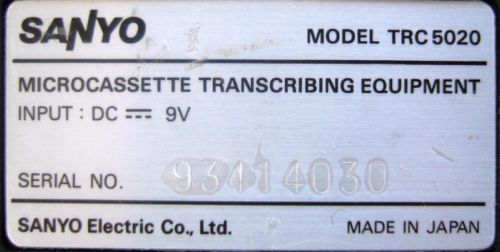 SANYO MODEL TRC 5020
MICROCASSETTE TRANSCRIBING EQUIPMENT
INPUT : DC ⎓ 9V
SERIAL NO. 93414030
SANYO Electric Co., Ltd. MADE IN JAPAN